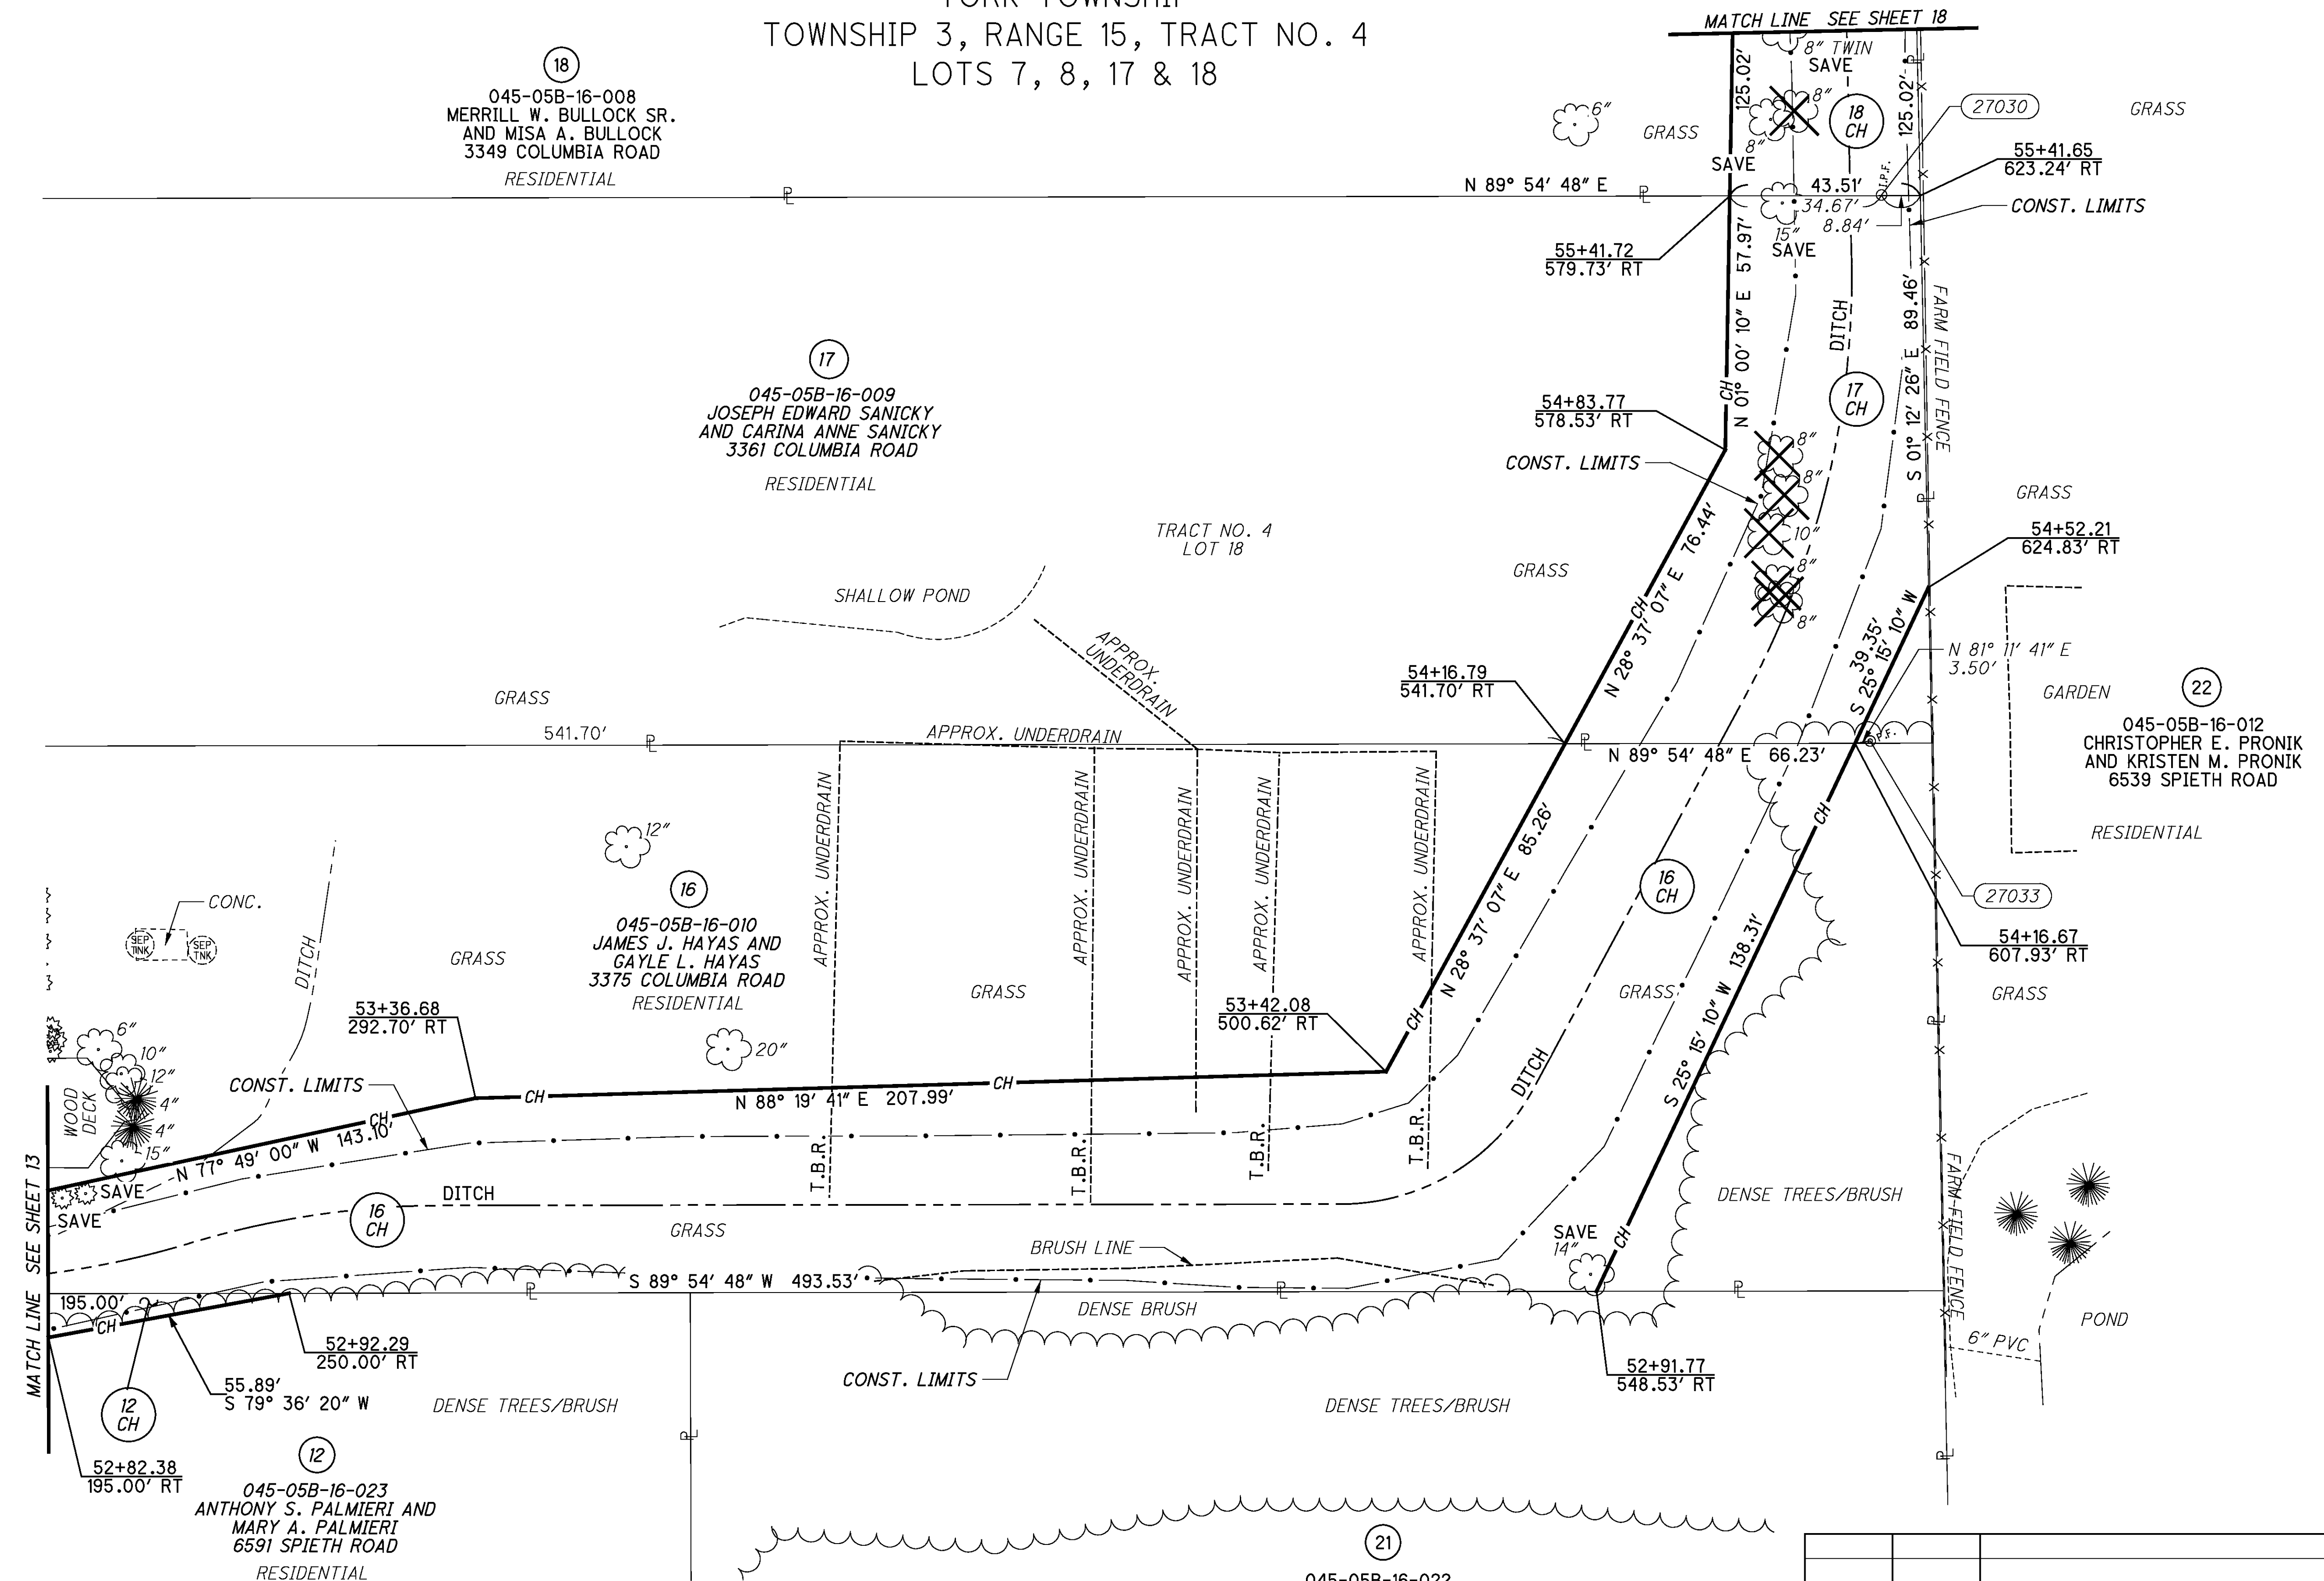 YORK TOWNSHIP
TOWNSHIP 3, RANGE 15, TRACT NO. 4
LOTS 7, 8, 17 & 18
MATCH LINE SEE SHEET 18
18
045-05B-16-008
MERRILL W. BULLOCK SR.
AND MISA A. BULLOCK
3349 COLUMBIA ROAD
RESIDENTIAL
125.02'
8" TWIN
SAVE
6"
GRASS
8"
8"
SAVE
18
CH
125.02'
27030
GRASS
55+41.65
623.24' RT
N 89° 54' 48" E
43.51'
I.P.F.
34.67'
8.84'
CONST. LIMITS
15"
SAVE
55+41.72
579.73' RT
N 01° 00' 10" E 57.97'
CH
DITCH
S 01° 12' 26" E 89.46'
FARM FIELD FENCE
17
045-05B-16-009
JOSEPH EDWARD SANICKY
AND CARINA ANNE SANICKY
3361 COLUMBIA ROAD
RESIDENTIAL
17
CH
54+83.77
578.53' RT
CONST. LIMITS
8"
8"
10"
8"
8"
GRASS
54+52.21
624.83' RT
TRACT NO. 4
LOT 18
GRASS
SHALLOW POND
N 28° 37' 07" E 76.44'
CH
APPROX.
UNDERDRAIN
39.35'
S 25° 15' 10" W
N 81° 11' 41" E
3.50'
GARDEN
22
045-05B-16-012
CHRISTOPHER E. PRONIK
AND KRISTEN M. PRONIK
6539 SPIETH ROAD
RESIDENTIAL
54+16.79
541.70' RT
GRASS
541.70'
APPROX. UNDERDRAIN
N 89° 54' 48" E 66.23'
P.F.
APPROX. UNDERDRAIN
APPROX. UNDERDRAIN
APPROX. UNDERDRAIN
APPROX. UNDERDRAIN
APPROX. UNDERDRAIN
12"
CH
16
045-05B-16-010
JAMES J. HAYAS AND
GAYLE L. HAYAS
3375 COLUMBIA ROAD
RESIDENTIAL
16
CH
27033
54+16.67
607.93' RT
CONC.
SEP
TNK
SEP
TNK
DITCH
GRASS
GRASS
GRASS
GRASS
N 28° 37' 07" E 85.26'
CH
S 25° 15' 10" W 138.31'
53+36.68
292.70' RT
53+42.08
500.62' RT
20"
6"
10"
12"
4"
4"
15"
WOOD
DECK
CONST. LIMITS
CH
CH
CH
N 88° 19' 41" E 207.99'
N 77° 49' 00" W 143.10'
DITCH
T.B.R.
T.B.R.
T.B.R.
T.B.R.
SAVE
SAVE
16
CH
DITCH
GRASS
DENSE TREES/BRUSH
FARM FIELD FENCE
SAVE
14"
CH
BRUSH LINE
S 89° 54' 48" W 493.53'
MATCH LINE SEE SHEET 13
195.00'
CH
DENSE BRUSH
POND
6" PVC
52+92.29
250.00' RT
55.89'
S 79° 36' 20" W
CONST. LIMITS
52+91.77
548.53' RT
12
CH
DENSE TREES/BRUSH
DENSE TREES/BRUSH
52+82.38
195.00' RT
12
045-05B-16-023
ANTHONY S. PALMIERI AND
MARY A. PALMIERI
6591 SPIETH ROAD
RESIDENTIAL
21
045-05B-16-022